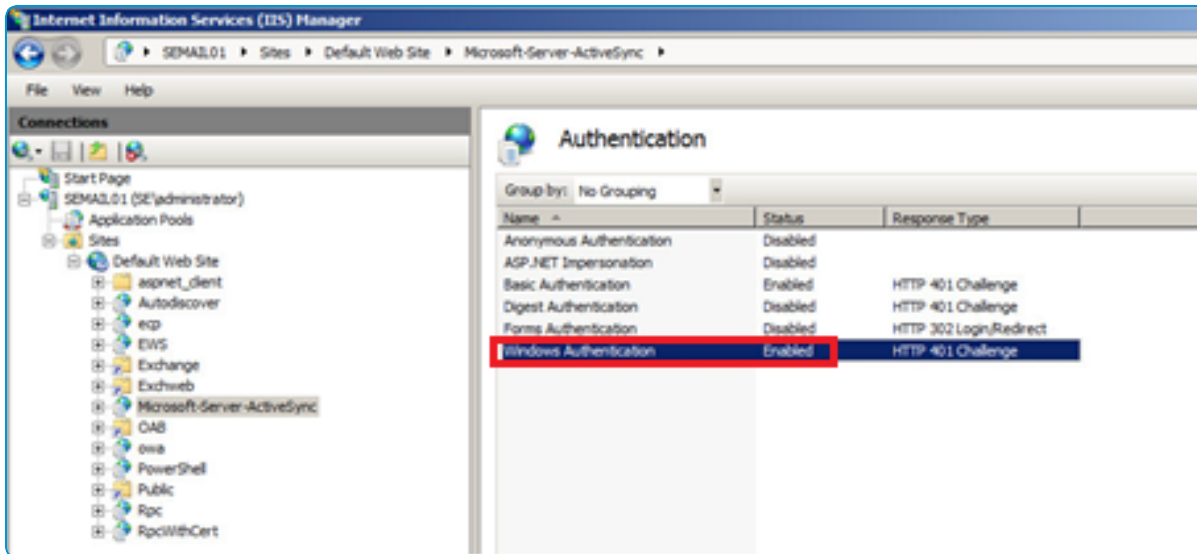 Internet Information Services (IIS) Manager
SEMAIL01 Sites Default Web Site Microsoft-Server-ActiveSync
File View Help
Connections
Start Page
SEMAIL01 (SE\administrator)
Application Pools
Sites
Default Web Site
aspnet_client
Autodiscover
ecp
EWS
Exchange
Exchweb
Microsoft-Server-ActiveSync
OAB
owa
PowerShell
Public
Rpc
RpcWithCert
Authentication
Group by: No Grouping
Name Status Response Type
Anonymous Authentication Disabled
ASP.NET Impersonation Disabled
Basic Authentication Enabled HTTP 401 Challenge
Digest Authentication Disabled HTTP 401 Challenge
Forms Authentication Disabled HTTP 302 Login/Redirect
Windows Authentication Enabled HTTP 401 Challenge